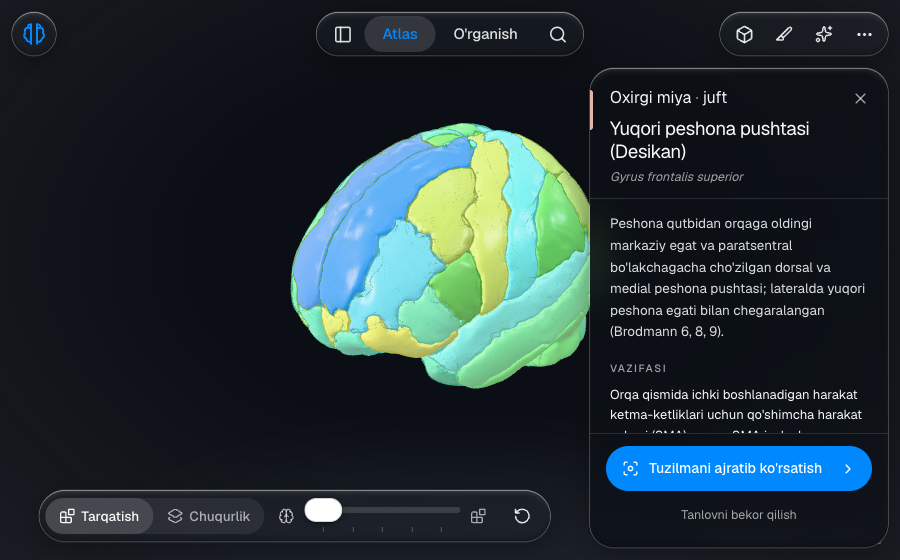 Atlas
O'rganish
Oxirgi miya · juft
Yuqori peshona pushtasi
(Desikan)
Gyrus frontalis superior
Peshona qutbidan orqaga oldingi
markaziy egat va paratsentral
bo'lakchagacha cho'zilgan dorsal va
medial peshona pushtasi; lateralda yuqori
peshona egati bilan chegaralangan
(Brodmann 6, 8, 9).
VAZIFASI
Orqa qismida ichki boshlanadigan harakat
ketma-ketliklari uchun qo'shimcha harakat
Tuzilmani ajratib ko'rsatish
Tanlovni bekor qilish
Tarqatish
Chuqurlik